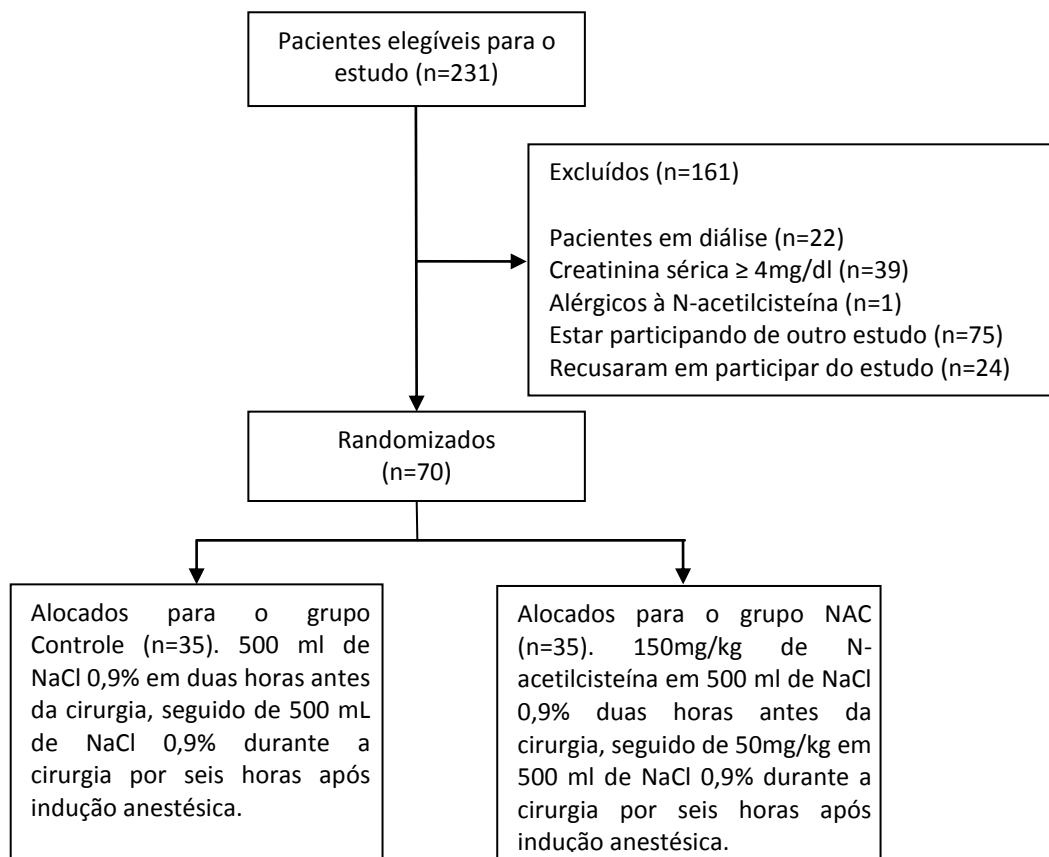 Pacientes elegíveis para o
estudo (n=231)
Excluídos (n=161)
Pacientes em diálise (n=22)
Creatinina sérica ≥ 4mg/dl (n=39)
Alérgicos à N-acetilcisteína (n=1)
Estar participando de outro estudo (n=75)
Recusaram em participar do estudo (n=24)
Randomizados
(n=70)
Alocados para o grupo
Controle (n=35). 500 ml de
NaCl 0,9% em duas horas antes
da cirurgia, seguido de 500 mL
de NaCl 0,9% durante a
cirurgia por seis horas após
indução anestésica.
Alocados para o grupo NAC
(n=35). 150mg/kg de N-
acetilcisteína em 500 ml de NaCl
0,9% duas horas antes da
cirurgia, seguido de 50mg/kg em
500 ml de NaCl 0,9% durante a
cirurgia por seis horas após
indução anestésica.